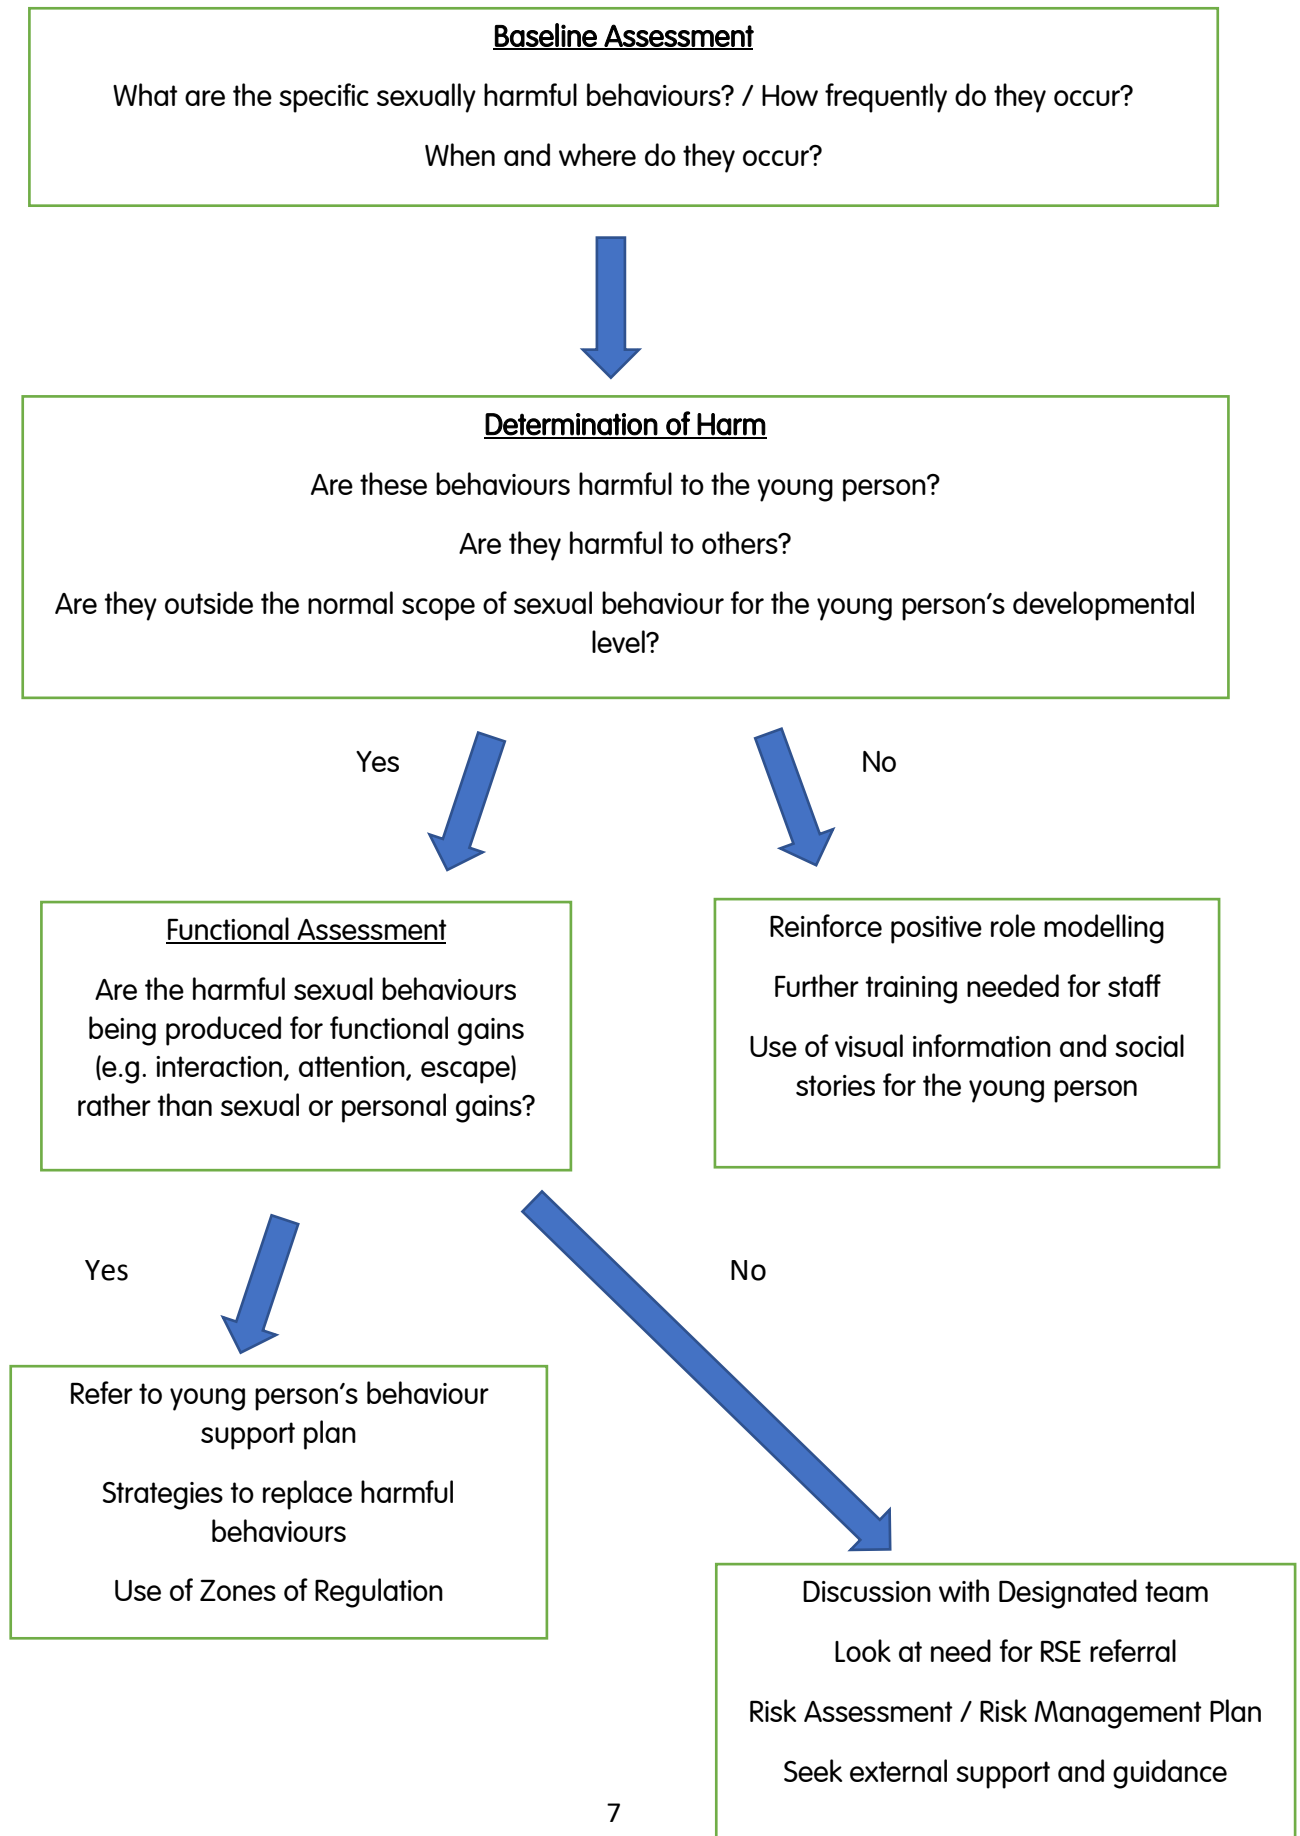 Baseline Assessment
What are the specific sexually harmful behaviours? / How frequently do they occur?
When and where do they occur?
Determination of Harm
Are these behaviours harmful to the young person?
Are they harmful to others?
Are they outside the normal scope of sexual behaviour for the young person’s developmental
level?
Yes
No
Functional Assessment
Are the harmful sexual behaviours
being produced for functional gains
(e.g. interaction, attention, escape)
rather than sexual or personal gains?
Reinforce positive role modelling
Further training needed for staff
Use of visual information and social
stories for the young person
Yes
No
Refer to young person’s behaviour
support plan
Strategies to replace harmful
behaviours
Use of Zones of Regulation
Discussion with Designated team
Look at need for RSE referral
Risk Assessment / Risk Management Plan
Seek external support and guidance
7